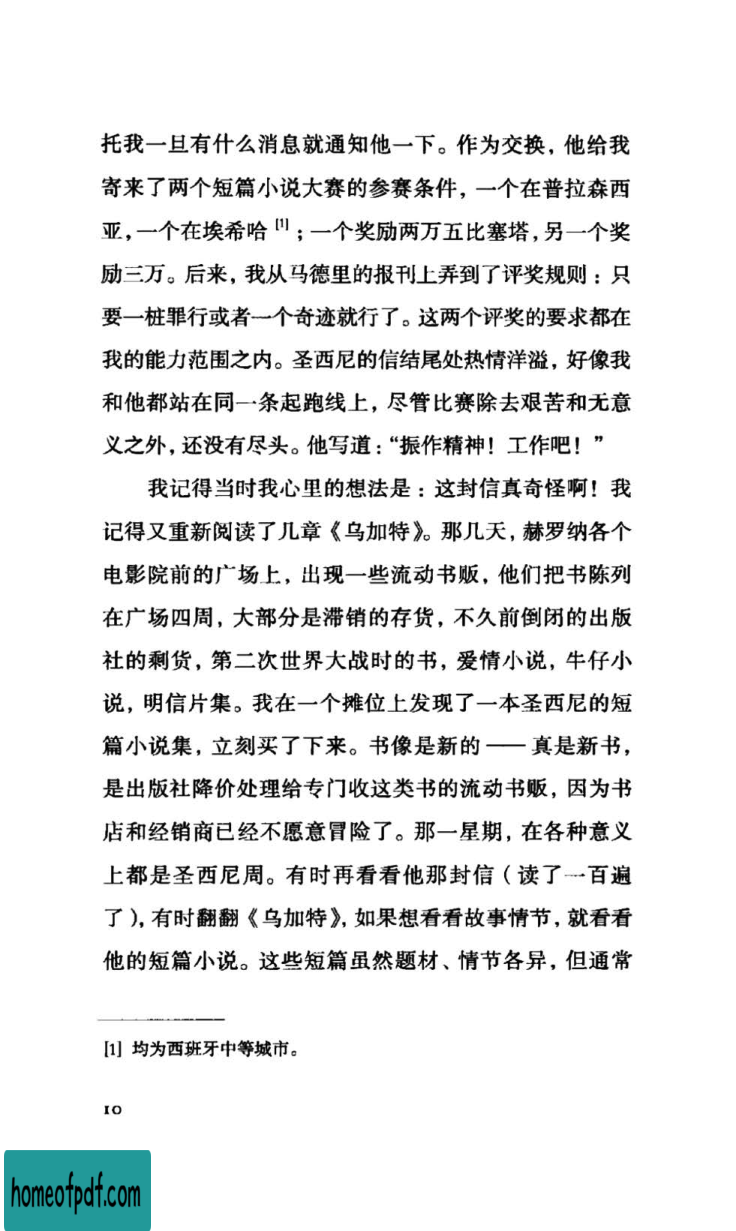 托我一旦有什么消息就通知他一下。作为交换，他给我
寄来了两个短篇小说大赛的参赛条件，一个在普拉森西
亚，一个在埃希哈 [1]；一个奖励两万五比塞塔，另一个奖
励三万。后来，我从马德里的报刊上弄到了评奖规则：只
要一桩罪行或者一个奇迹就行了。这两个评奖的要求都在
我的能力范围之内。圣西尼的信结尾处热情洋溢，好像我
和他都站在同一条起跑线上，尽管比赛除去艰苦和无意
义之外，还没有尽头。他写道：“振作精神！工作吧！”
我记得当时我心里的想法是：这封信真奇怪啊！我
记得又重新阅读了几章《乌加特》。那几天，赫罗纳各个
电影院前的广场上，出现一些流动书贩，他们把书陈列
在广场四周，大部分是滞销的存货，不久前倒闭的出版
社的剩货，第二次世界大战时的书，爱情小说，牛仔小
说，明信片集。我在一个摊位上发现了一本圣西尼的短
篇小说集，立刻买了下来。书像是新的——真是新书，
是出版社降价处理给专门收这类书的流动书贩，因为书
店和经销商已经不愿意冒险了。那一星期，在各种意义
上都是圣西尼周。有时再看看他那封信（读了一百遍
了），有时翻翻《乌加特》，如果想看看故事情节，就看看
他的短篇小说。这些短篇虽然题材、情节各异，但通常
[1] 均为西班牙中等城市。
10
homeofpdf.com